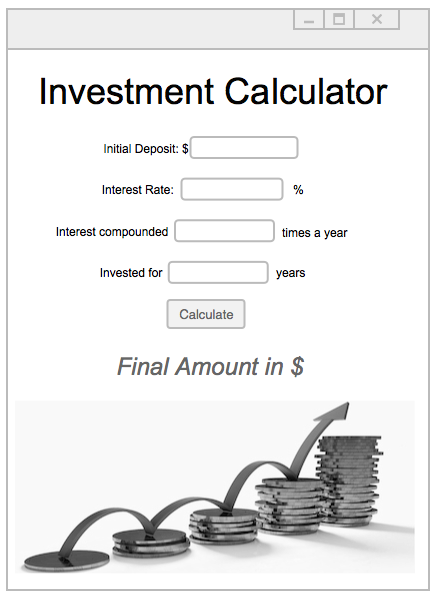 Investment Calculator
Initial Deposit: $
Interest Rate: %
Interest compounded times a year
Invested for years
Calculate
Final Amount in $